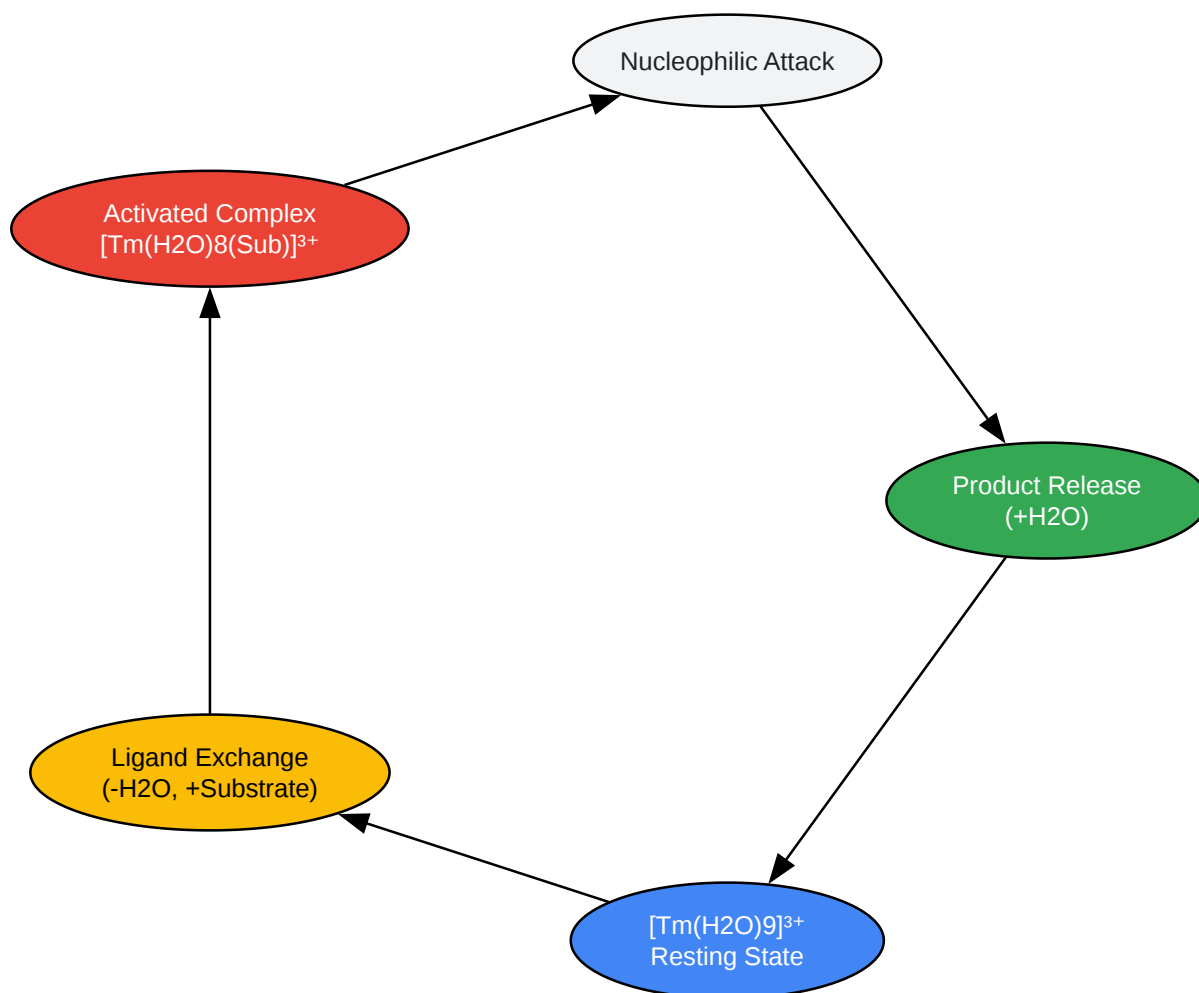 Nucleophilic Attack
Activated Complex
[Tm(H2O)8(Sub)]³⁺
Product Release
(+H2O)
Ligand Exchange
(-H2O, +Substrate)
[Tm(H2O)9]³⁺
Resting State